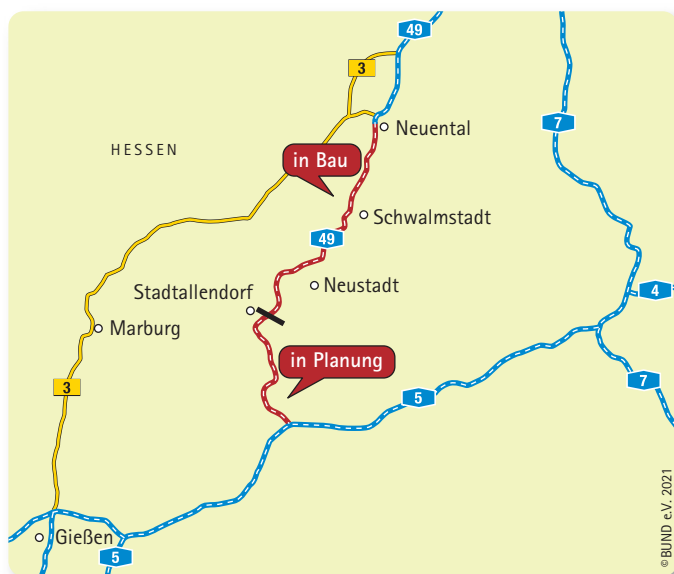 49
3
7
Neuental
HESSEN
in Bau
Schwalmstadt
49
Neustadt
Stadtallendorf
4
Marburg
in Planung
3
5
7
Gießen
5
© BUND e.V. 2021